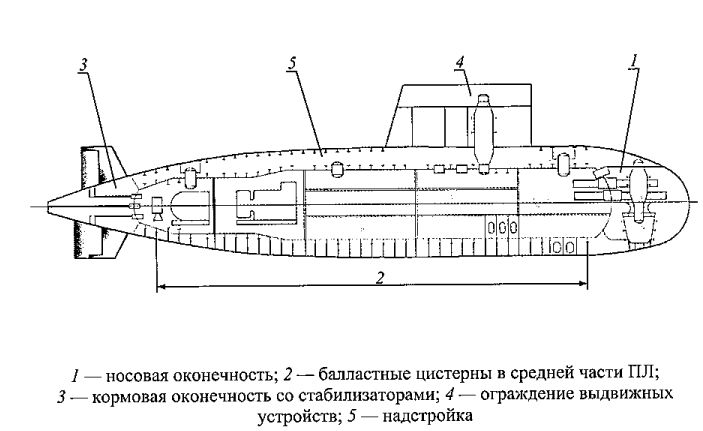 3
5
4
1
2
1 — носовая оконечность; 2 — балластные цистерны в средней части ПЛ;
3 — кормовая оконечность со стабилизаторами; 4 — ограждение выдвижных
устройств; 5 — надстройка